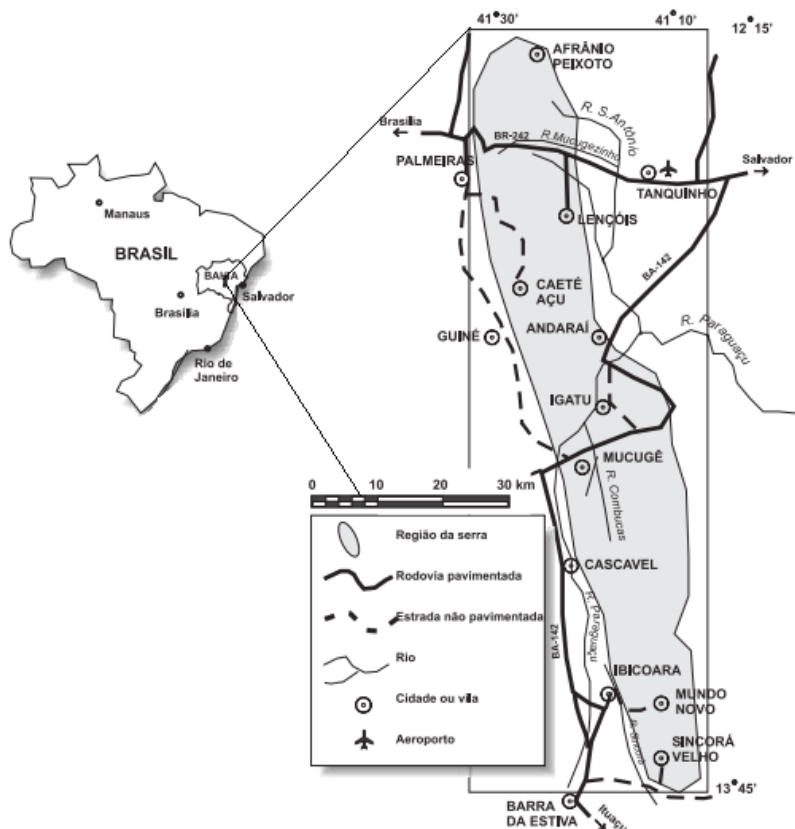 41°30'
41°10'
12°15'
AFRÂNIO
PEIXOTO
R. S.Antônio
Brasília
BR-242
R.Mucugezinho
PALMEIRAS
Salvador
TANQUINHO
LENÇÓIS
Manaus
BRASIL
BAHIA
Salvador
Brasília
Rio de
Janeiro
BA-142
CAETÉ
AÇU
GUINÉ
ANDARAÍ
R. Paraguaçu
IGATU
MUCUGÊ
R. Combucas
0 10 20 30 km
Região da serra
Rodovia pavimentada
Estrada não pavimentada
Rio
Cidade ou vila
Aeroporto
CASCAVEL
R. Paraguaçu
BA-142
IBICOARA
MUNDO
NOVO
R. Sincorá
SINCORÁ
VELHO
13°45'
BARRA
DA ESTIVA
Ituaçu